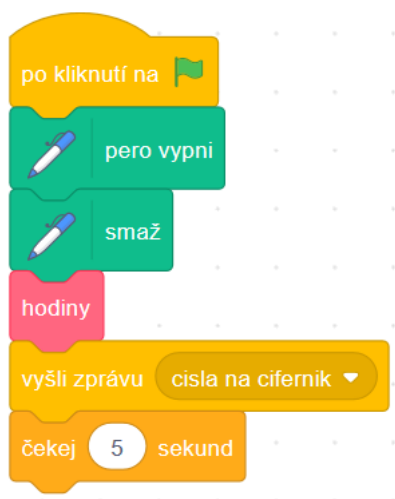 po kliknutí na
pero vypni
smaž
hodiny
vyšli zprávu cisla na cifernik
čekej 5 sekund